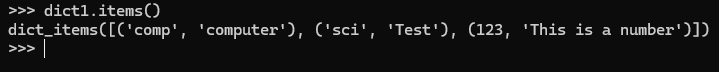 >>> dict1.items()
dict_items([('comp', 'computer'), ('sci', 'Test'), (123, 'This is a number')])
>>>